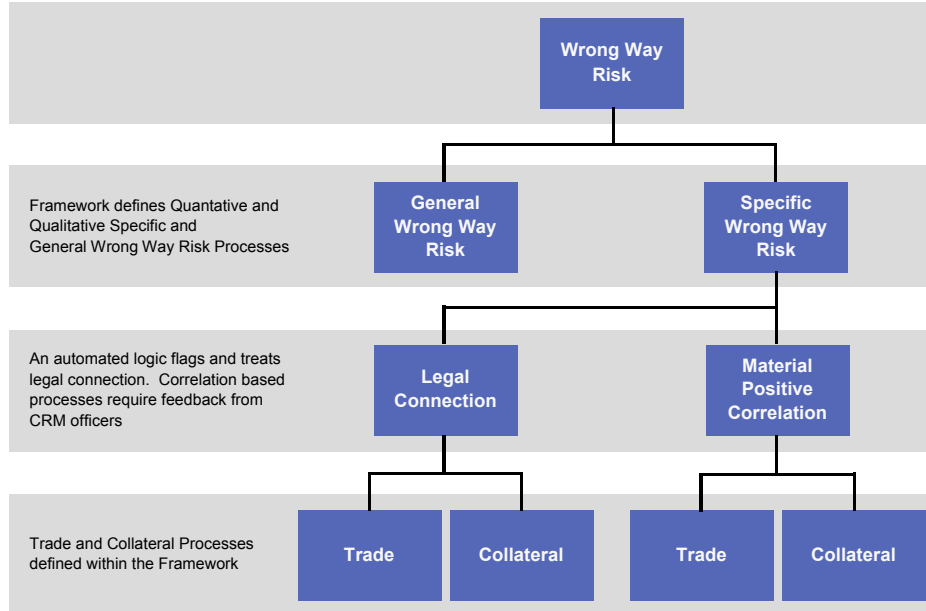 Wrong Way
Risk
Framework defines Quantative and
Qualitative Specific and
General Wrong Way Risk Processes
General
Wrong Way
Risk
Specific
Wrong Way
Risk
An automated logic flags and treats
legal connection. Correlation based
processes require feedback from
CRM officers
Legal
Connection
Material
Positive
Correlation
Trade and Collateral Processes
defined within the Framework
Trade
Collateral
Trade
Collateral